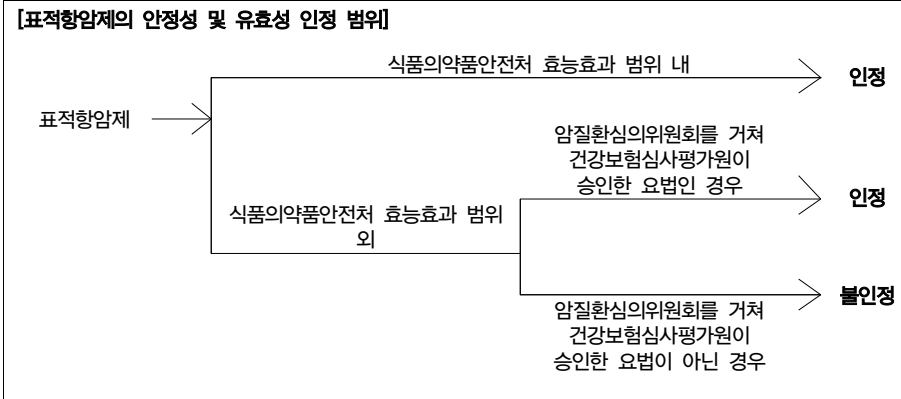 [표적항암제의 안정성 및 유효성 인정 범위]
식품의약품안전처 효능효과 범위 내
인정
표적항암제
암질환심의위원회를 거쳐
건강보험심사평가원이
승인한 요법인 경우
인정
식품의약품안전처 효능효과 범위
외
불인정
암질환심의위원회를 거쳐
건강보험심사평가원이
승인한 요법이 아닌 경우